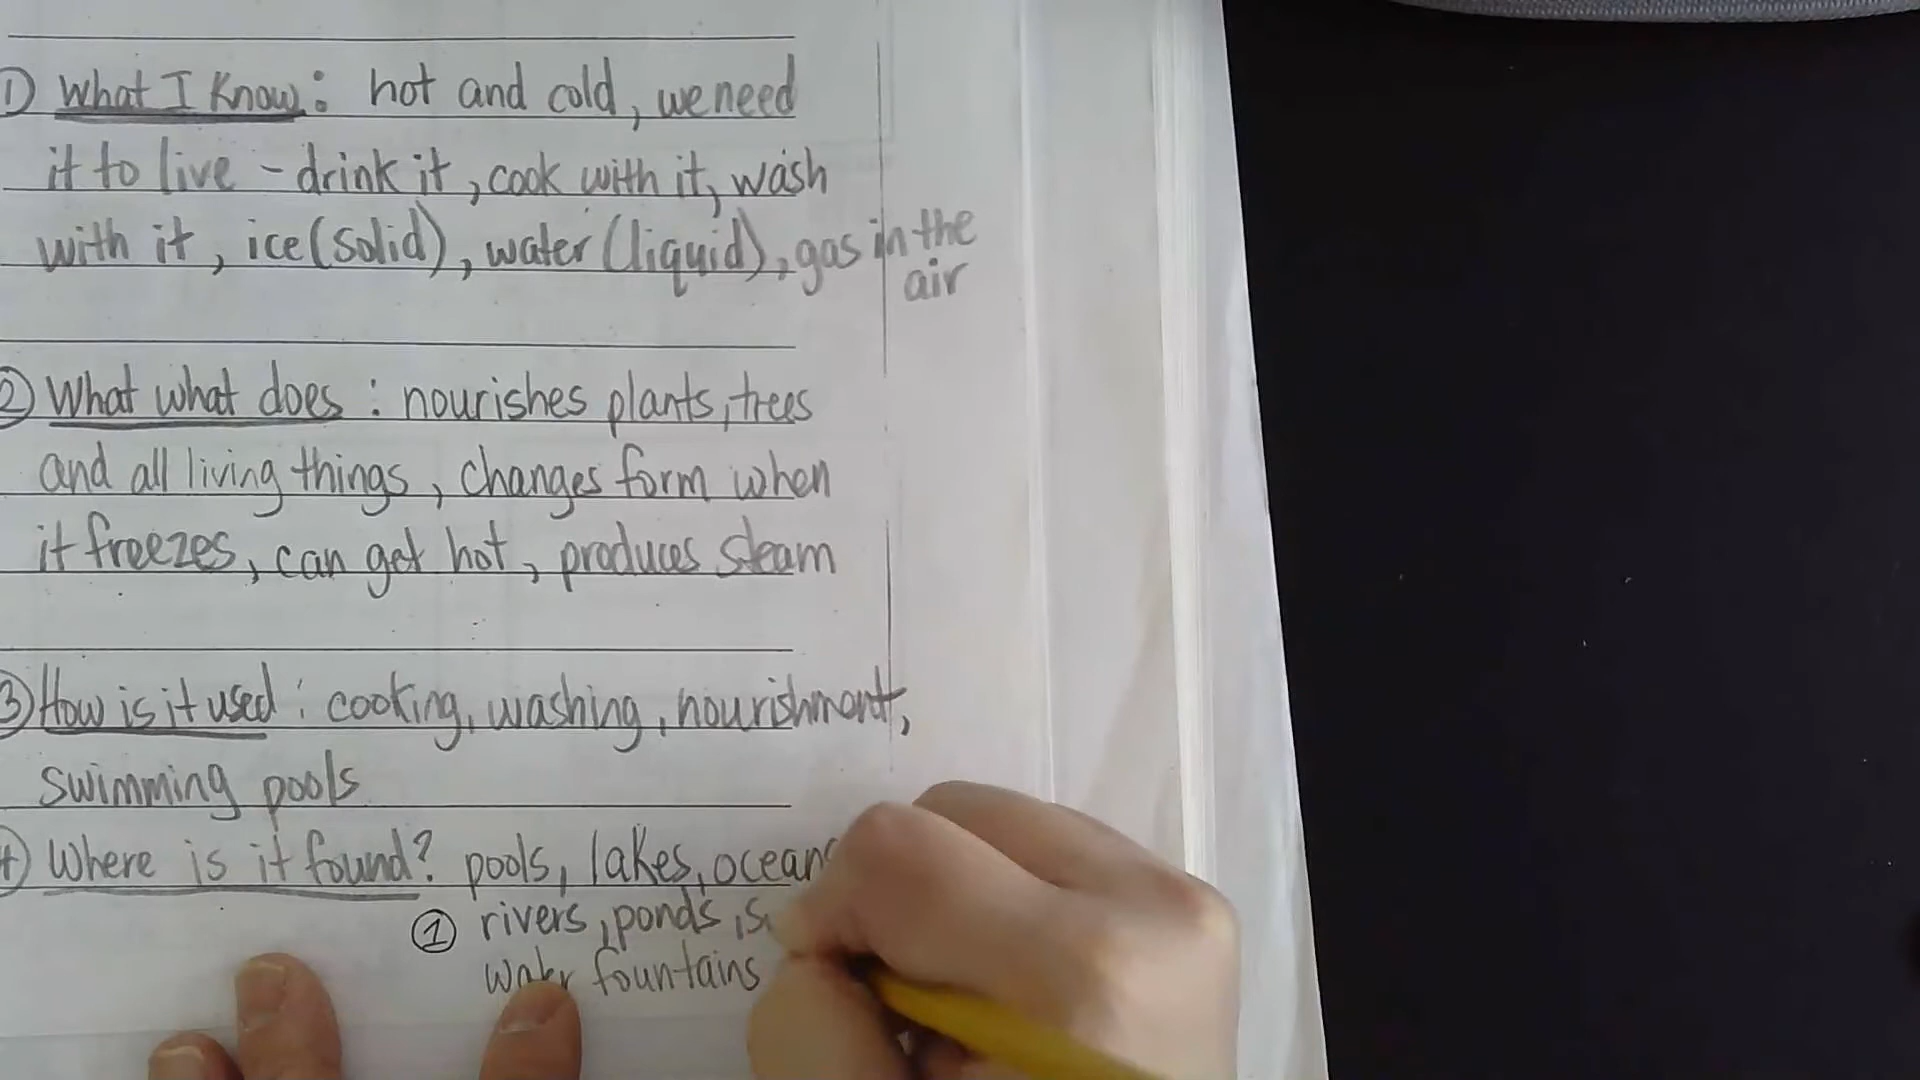 ① What I Know: hot and cold, we need
it to live - drink it, cook with it, wash
with it, ice (solid), water (liquid), gas in the
air
② What what does: nourishes plants, trees
and all living things, changes form when
it freezes, can get hot, produces steam
③ How is it used: cooking, washing, nourishment,
swimming pools
④ Where is it found? pools, lakes, oceans
① rivers, ponds,
water fountains